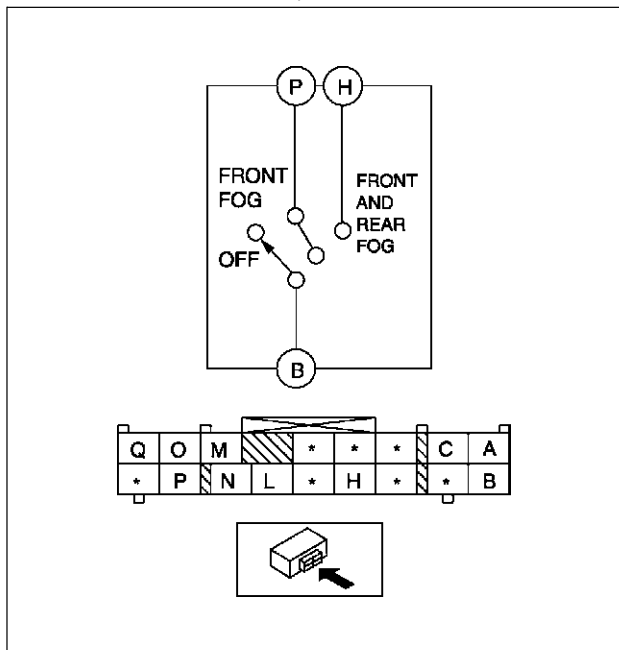 P H
FRONT
FOG
FRONT
AND
REAR
FOG
OFF
B
Q O M * * * C A
* P N L * H * * B